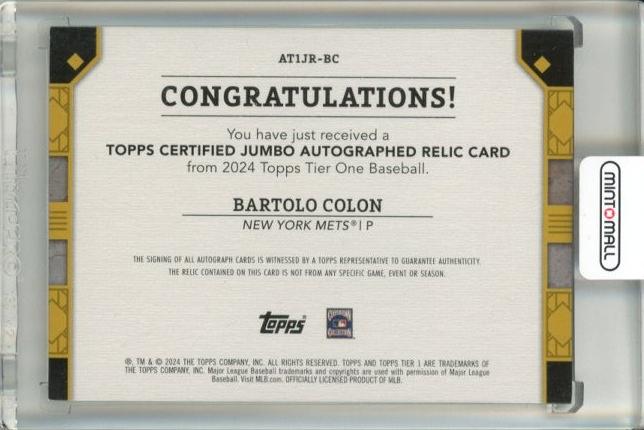 AT1JR-BC
CONGRATULATIONS!
You have just received a
TOPPS CERTIFIED JUMBO AUTOGRAPHED RELIC CARD
from 2024 Topps Tier One Baseball.
BARTOLO COLON
NEW YORK METS® | P
THE SIGNING OF ALL AUTOGRAPH CARDS IS WITNESSED BY A TOPPS REPRESENTATIVE TO GUARANTEE AUTHENTICITY.
THE RELIC CONTAINED ON THIS CARD IS NOT FROM ANY SPECIFIC GAME, EVENT OR SEASON.
Topps®
®, TM & © 2024 THE TOPPS COMPANY, INC. ALL RIGHTS RESERVED. TOPPS AND TOPPS TIER 1 ARE TRADEMARKS OF
THE TOPPS COMPANY, INC. Major League Baseball trademarks and copyrights are used with permission of Major League
Baseball. Visit MLB.com. OFFICIALLY LICENSED PRODUCT OF MLB.
MINT MALL